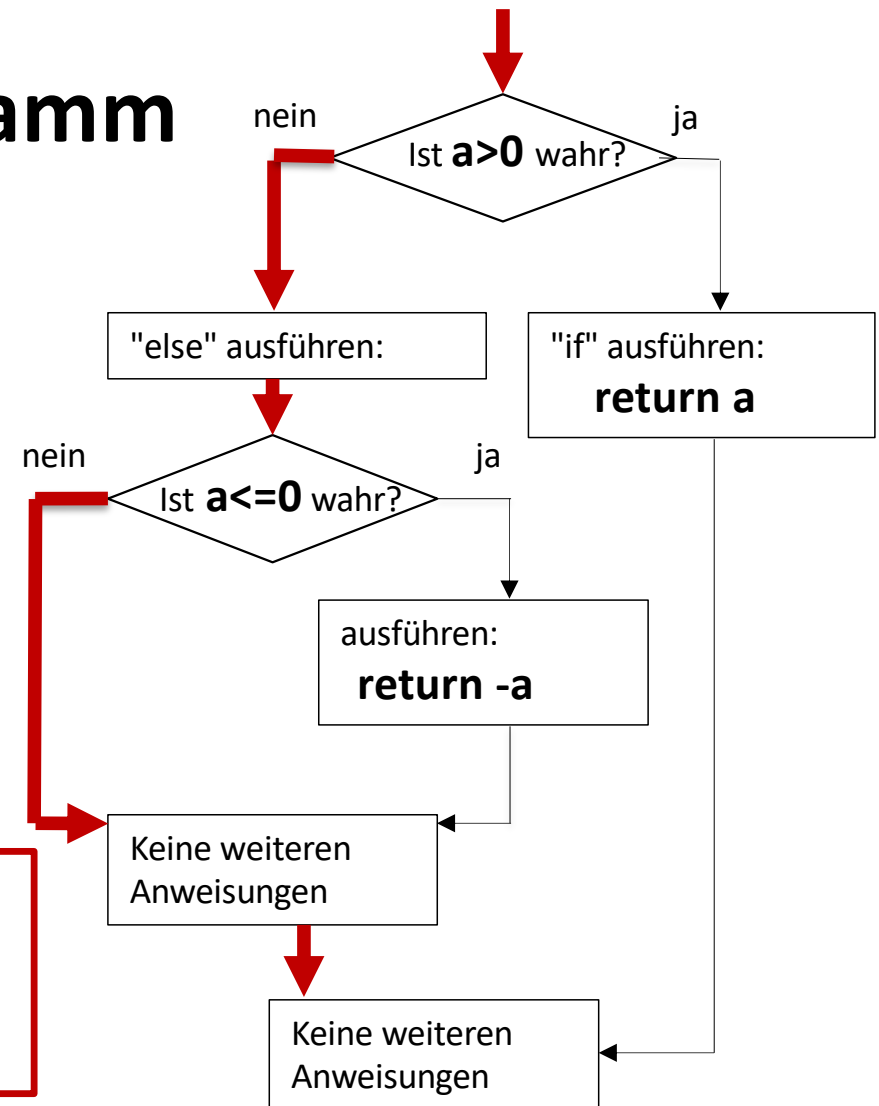 amm
nein
ja
Ist a>0 wahr?
"else" ausführen:
"if" ausführen:
return a
nein
ja
Ist a<=0 wahr?
ausführen:
return -a
Keine weiteren
Anweisungen
Keine weiteren
Anweisungen